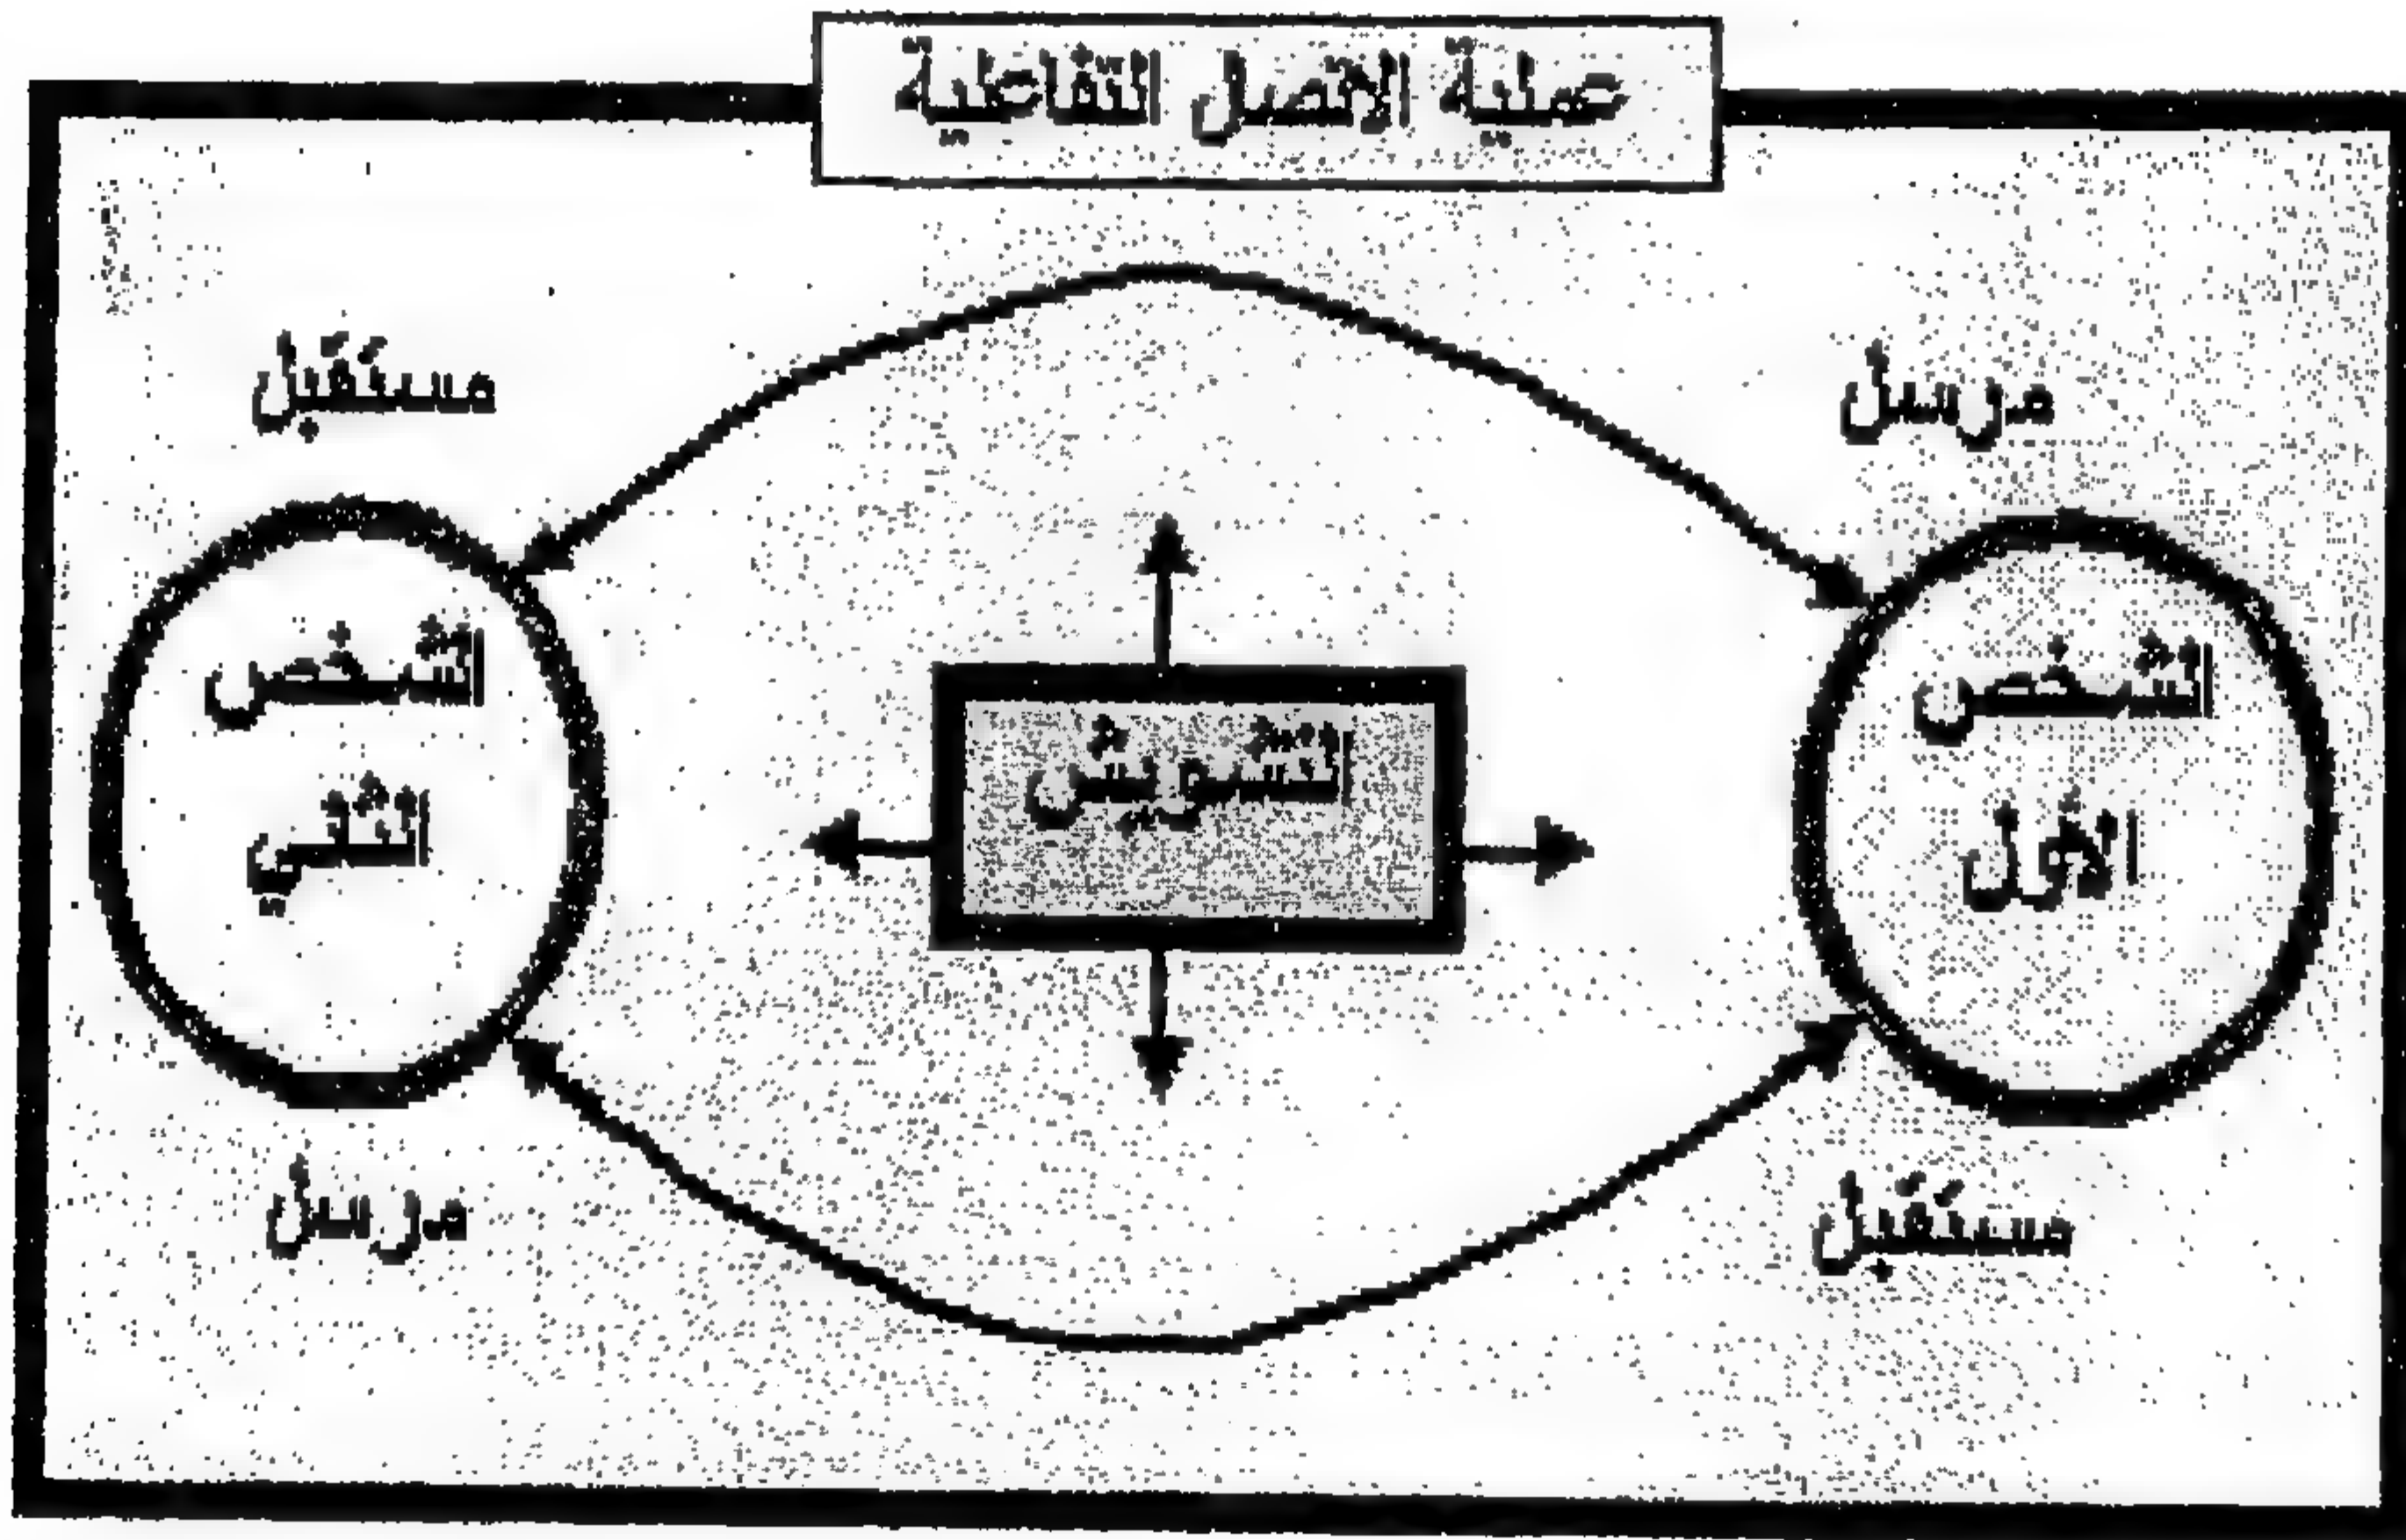 عملية الاتصال التفاعلية
مرسل
مستقبل
الشخص
الأول
التشويش
الشخص
الثاني
مستقبل
مرسل